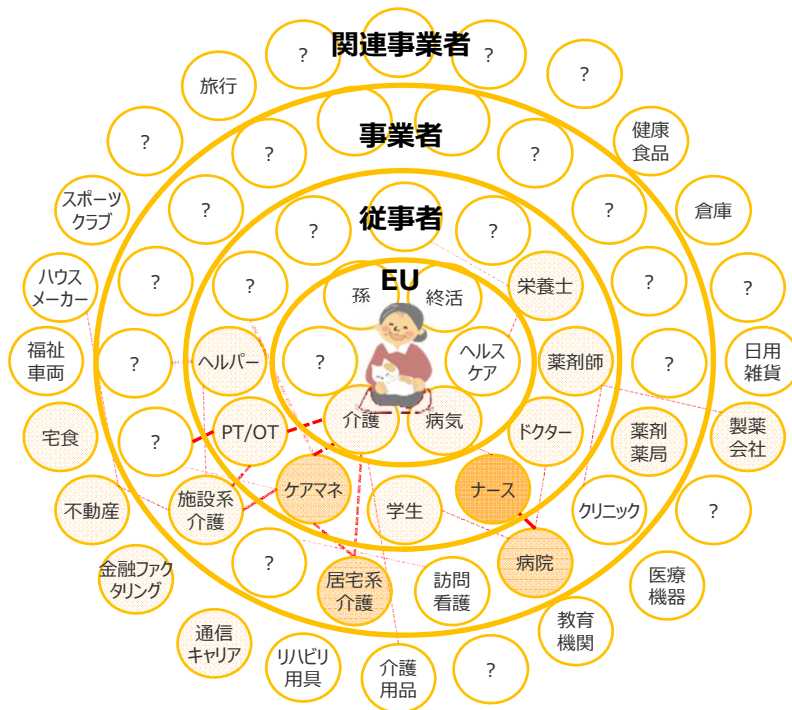 関連事業者
?
?
?
旅行
事業者
?
?
?
健康
食品
スポーツ
クラブ
?
従事者
?
倉庫
?
?
ハウス
メーカー
?
?
EU
栄養士
?
?
孫
終活
福祉
車両
?
ヘルパー
?
ヘルス
ケア
薬剤師
?
日用
雑貨
宅食
?
PT/OT
介護
病気
ドクター
薬剤
薬局
製薬
会社
不動産
施設系
介護
ケアマネ
学生
ナース
クリニック
?
金融ファク
タリング
?
居宅系
介護
訪問
看護
病院
医療
機器
通信
キャリア
リハビリ
用具
介護
用品
?
教育
機関